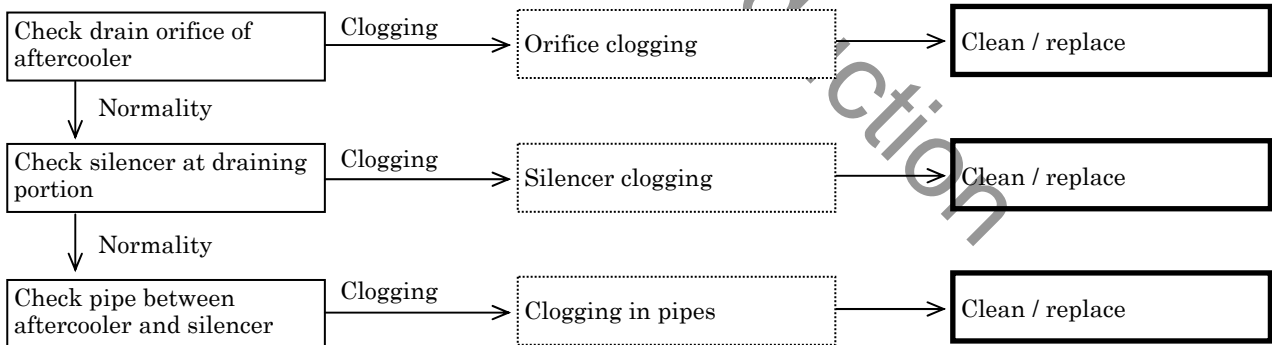 Check drain orifice of
aftercooler
Clogging
Orifice clogging
Clean / replace
Normality
Check silencer at draining
portion
Clogging
Silencer clogging
Clean / replace
Normality
Check pipe between
aftercooler and silencer
Clogging
Clogging in pipes
Clean / replace